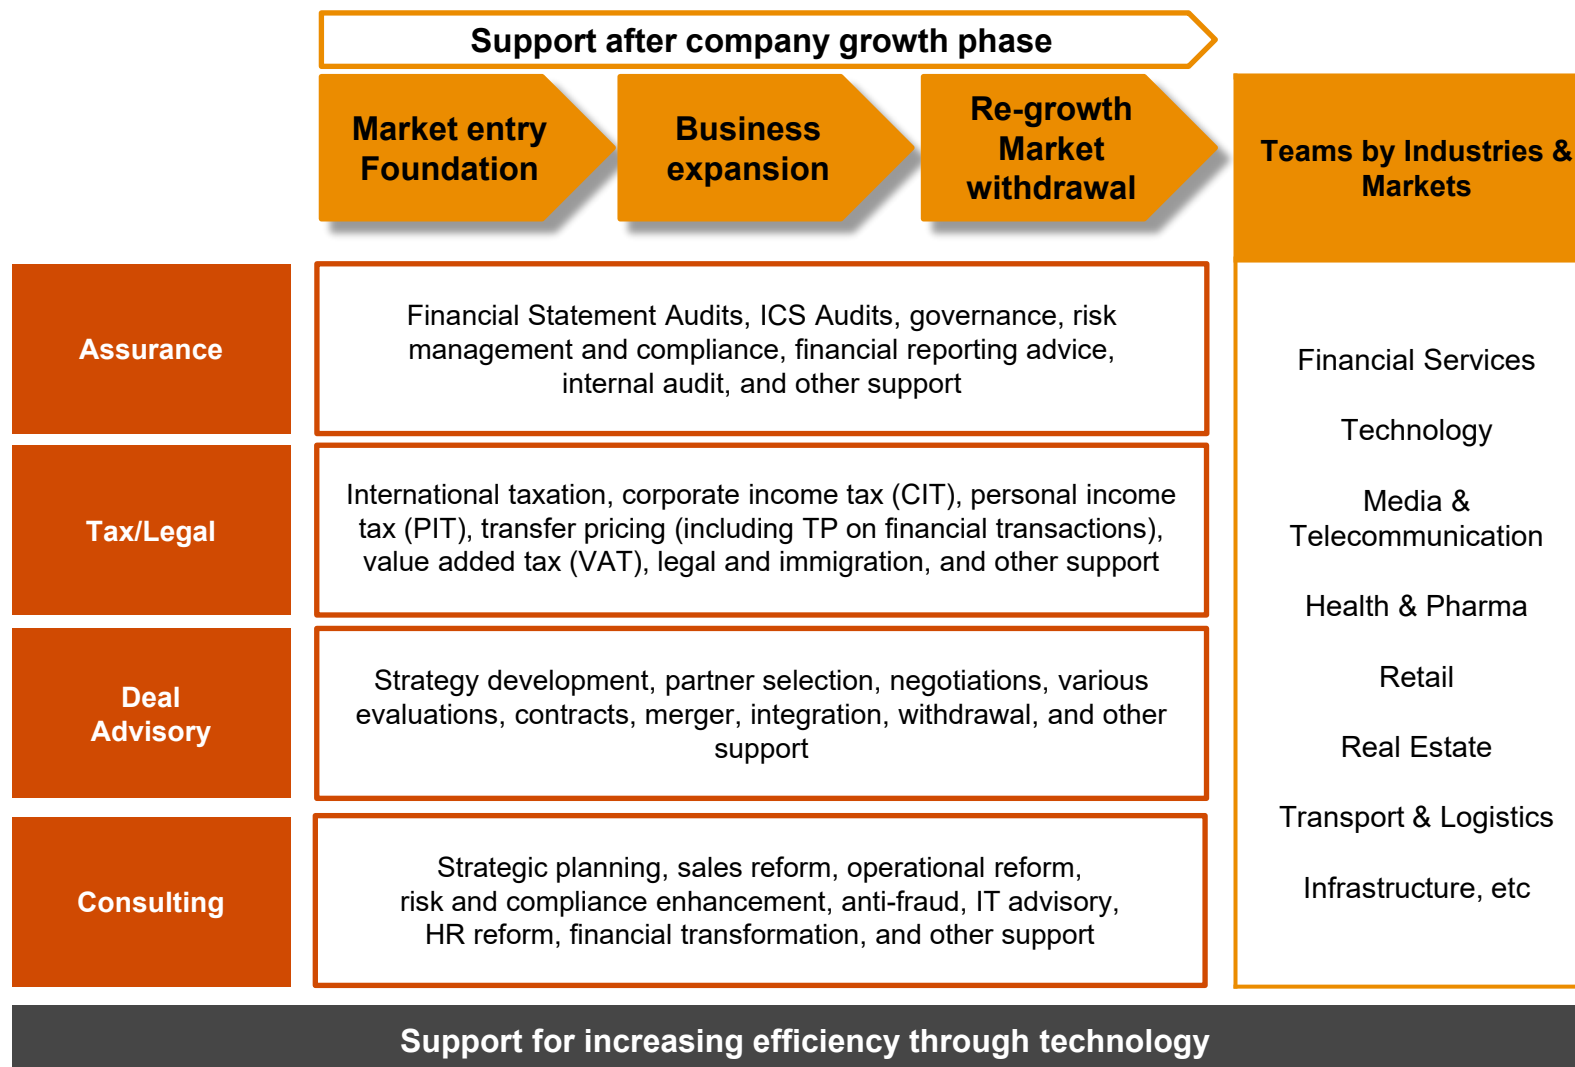 Support after company growth phase
Market entry
Foundation
Business
expansion
Re-growth
Market
withdrawal
Teams by Industries &
Markets
Assurance
Financial Statement Audits, ICS Audits, governance, risk
management and compliance, financial reporting advice,
internal audit, and other support
Tax/Legal
International taxation, corporate income tax (CIT), personal income
tax (PIT), transfer pricing (including TP on financial transactions),
value added tax (VAT), legal and immigration, and other support
Deal
Advisory
Strategy development, partner selection, negotiations, various
evaluations, contracts, merger, integration, withdrawal, and other
support
Consulting
Strategic planning, sales reform, operational reform,
risk and compliance enhancement, anti-fraud, IT advisory,
HR reform, financial transformation, and other support
Financial Services
Technology
Media &
Telecommunication
Health & Pharma
Retail
Real Estate
Transport & Logistics
Infrastructure, etc
Support for increasing efficiency through technology